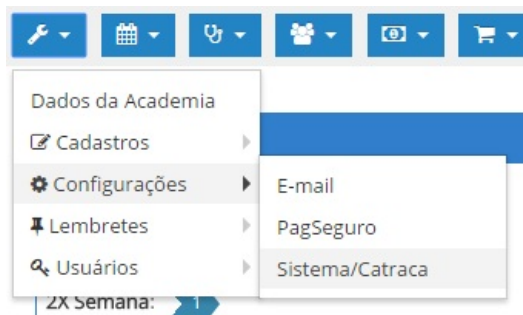 Dados da Academia
Cadastros
Configurações
E-mail
Lembretes
PagSeguro
Usuários
Sistema/Catraca
2X Semana: 1